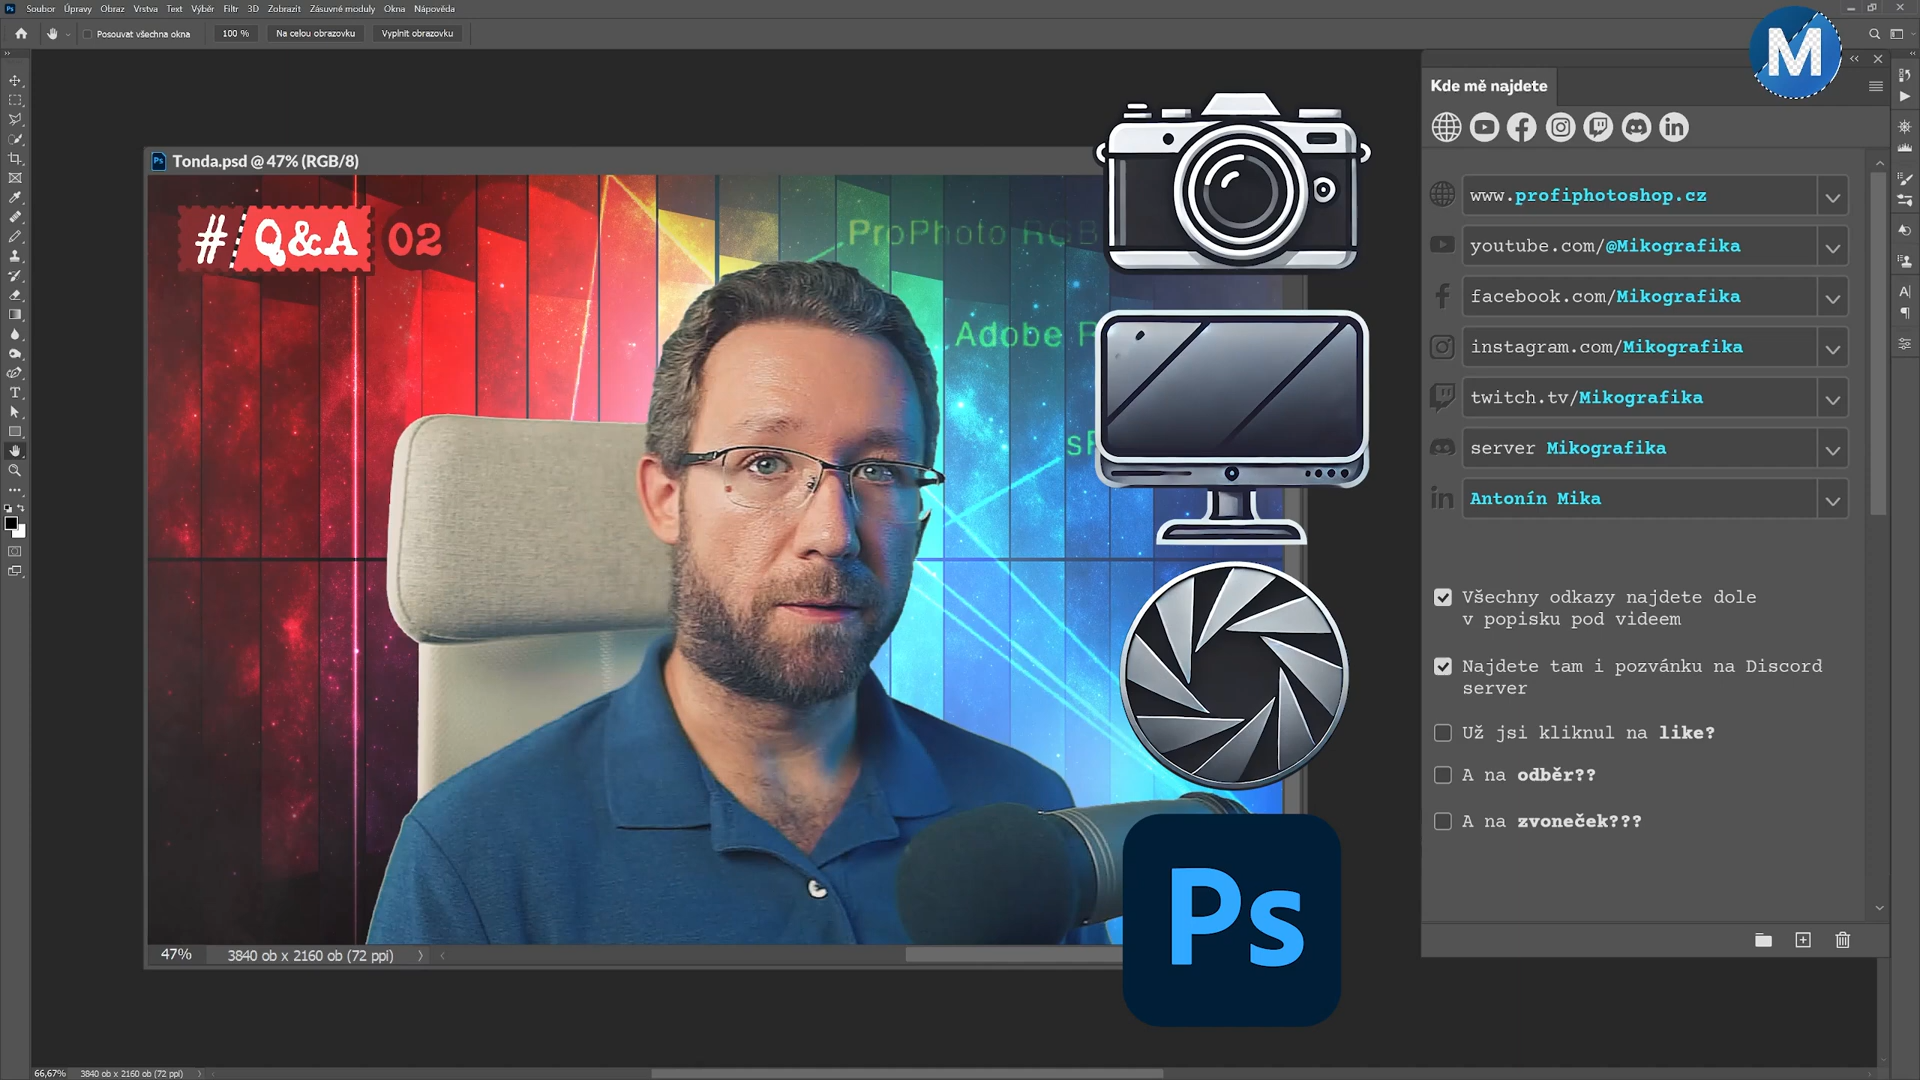 Ps Soubor Úpravy Obraz Vrstva Text Výběr Filtr 3D Zobrazit Zásuvné moduly Okna Nápověda
Posouvat všechna okna 100 % Na celou obrazovku Vyplnit obrazovku
M
Kde mě najdete
Ps Tonda.psd @ 47% (RGB/8)
# Q&A 02
ProPhoto RGB
Adobe R
sR
www.profiphotoshop.cz
youtube.com/@Mikografika
facebook.com/Mikografika
instagram.com/Mikografika
twitch.tv/Mikografika
server Mikografika
in Antonín Mika
Všechny odkazy najdete dole
v popisku pod videem
Najdete tam i pozvánku na Discord
server
Už jsi kliknul na like?
A na odběr??
A na zvoneček???
Ps
47% 3840 ob x 2160 ob (72 ppi)
66,67% 3840 ob x 2160 ob (72 ppi)